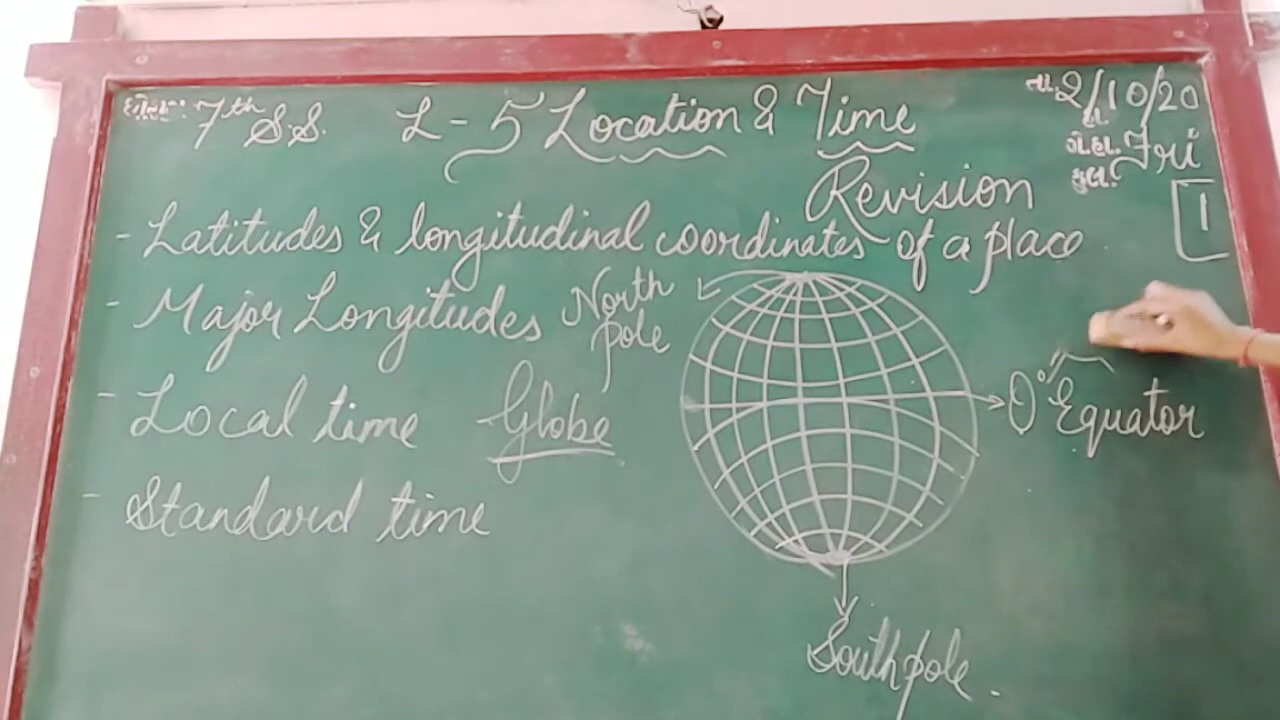 ધોરણ: 7th S.S. L-5 Location & Time
તા. 2/10/20
Fri
Revision
1
- Latitudes & longitudinal coordinates of a place
- Major Longitudes
North pole
- Local time
Globe
0° Equator
- Standard time
South pole.